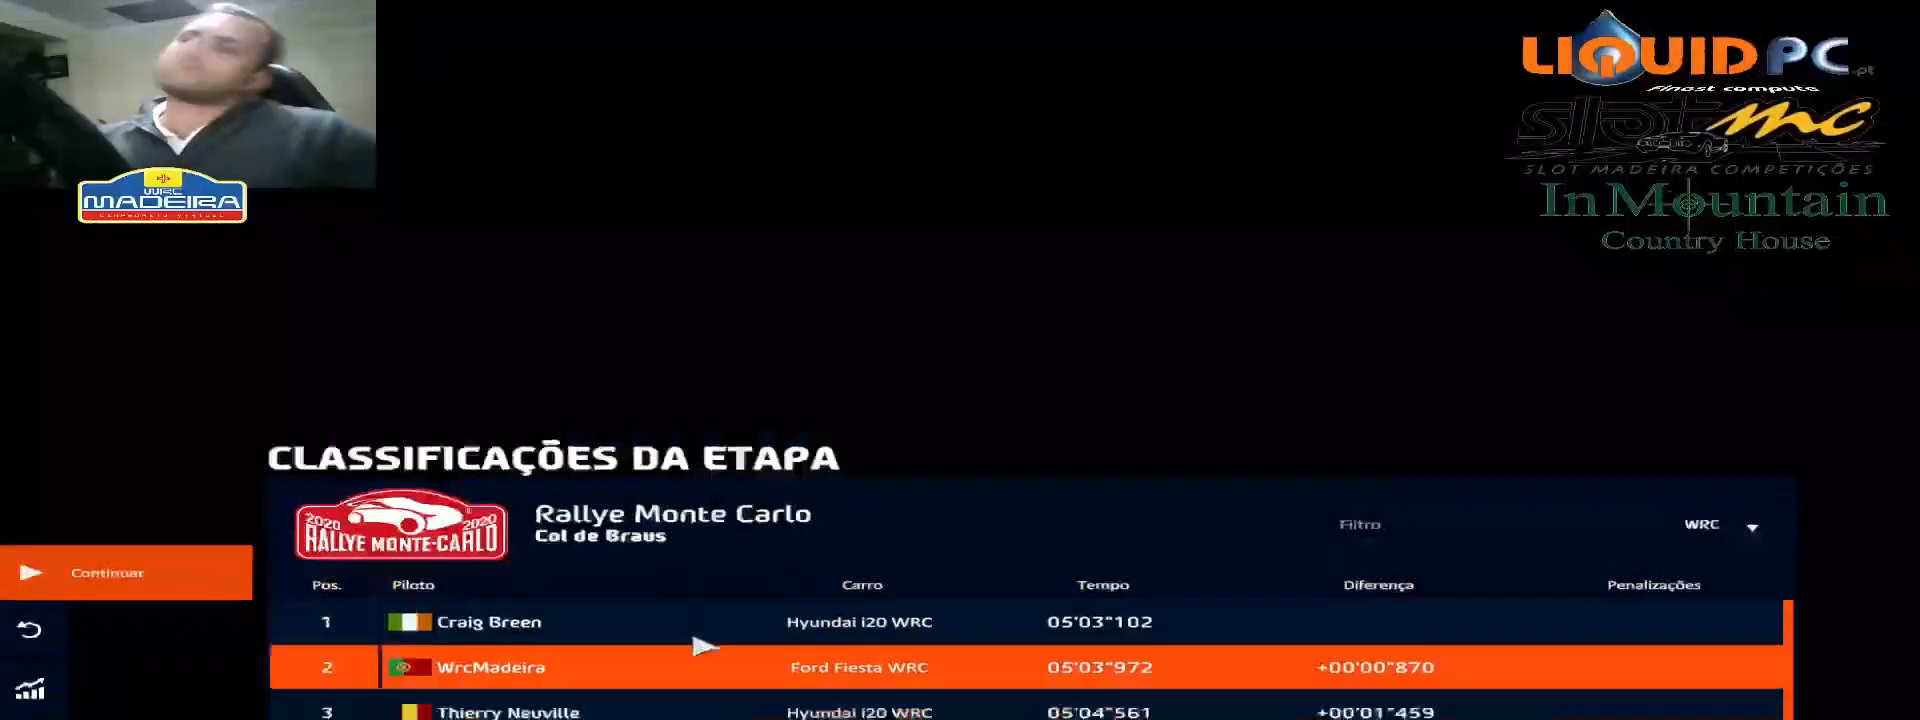 LIQUID PC.pt
Finest compute
slot mc
SLOT MADEIRA COMPETIÇÕES
In Mountain
Country House
WRC
MADEIRA
CAMPEONATO VIRTUAL
CLASSIFICAÇÕES DA ETAPA
2020 2020
RALLYE MONTE-CARLO
Rallye Monte Carlo
Col de Braus
Filtro WRC
Continuar
Pos. Piloto Carro Tempo Diferença Penalizações
1 Craig Breen Hyundai i20 WRC 05'03"102
2 WrcMadeira Ford Fiesta WRC 05'03"972 +00'00"870
3 Thierry Neuville Hyundai i20 WRC 05'04"561 +00'01"459